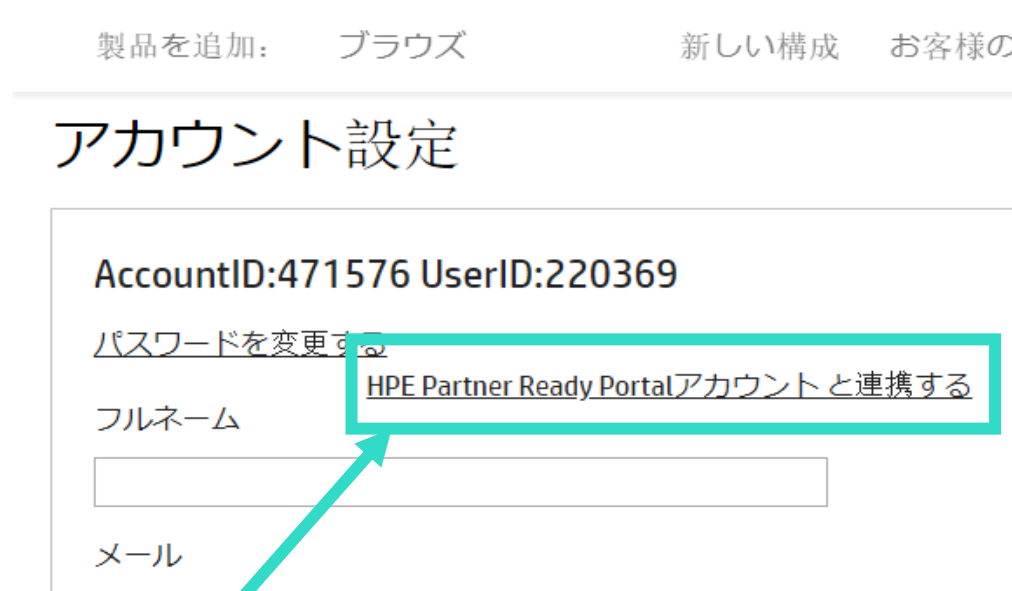 製品を追加： ブラウズ 新しい構成 お客様の
アカウント設定
AccountID:471576 UserID:220369
パスワードを変更する
HPE Partner Ready Portalアカウント と連携する
フルネーム
メール